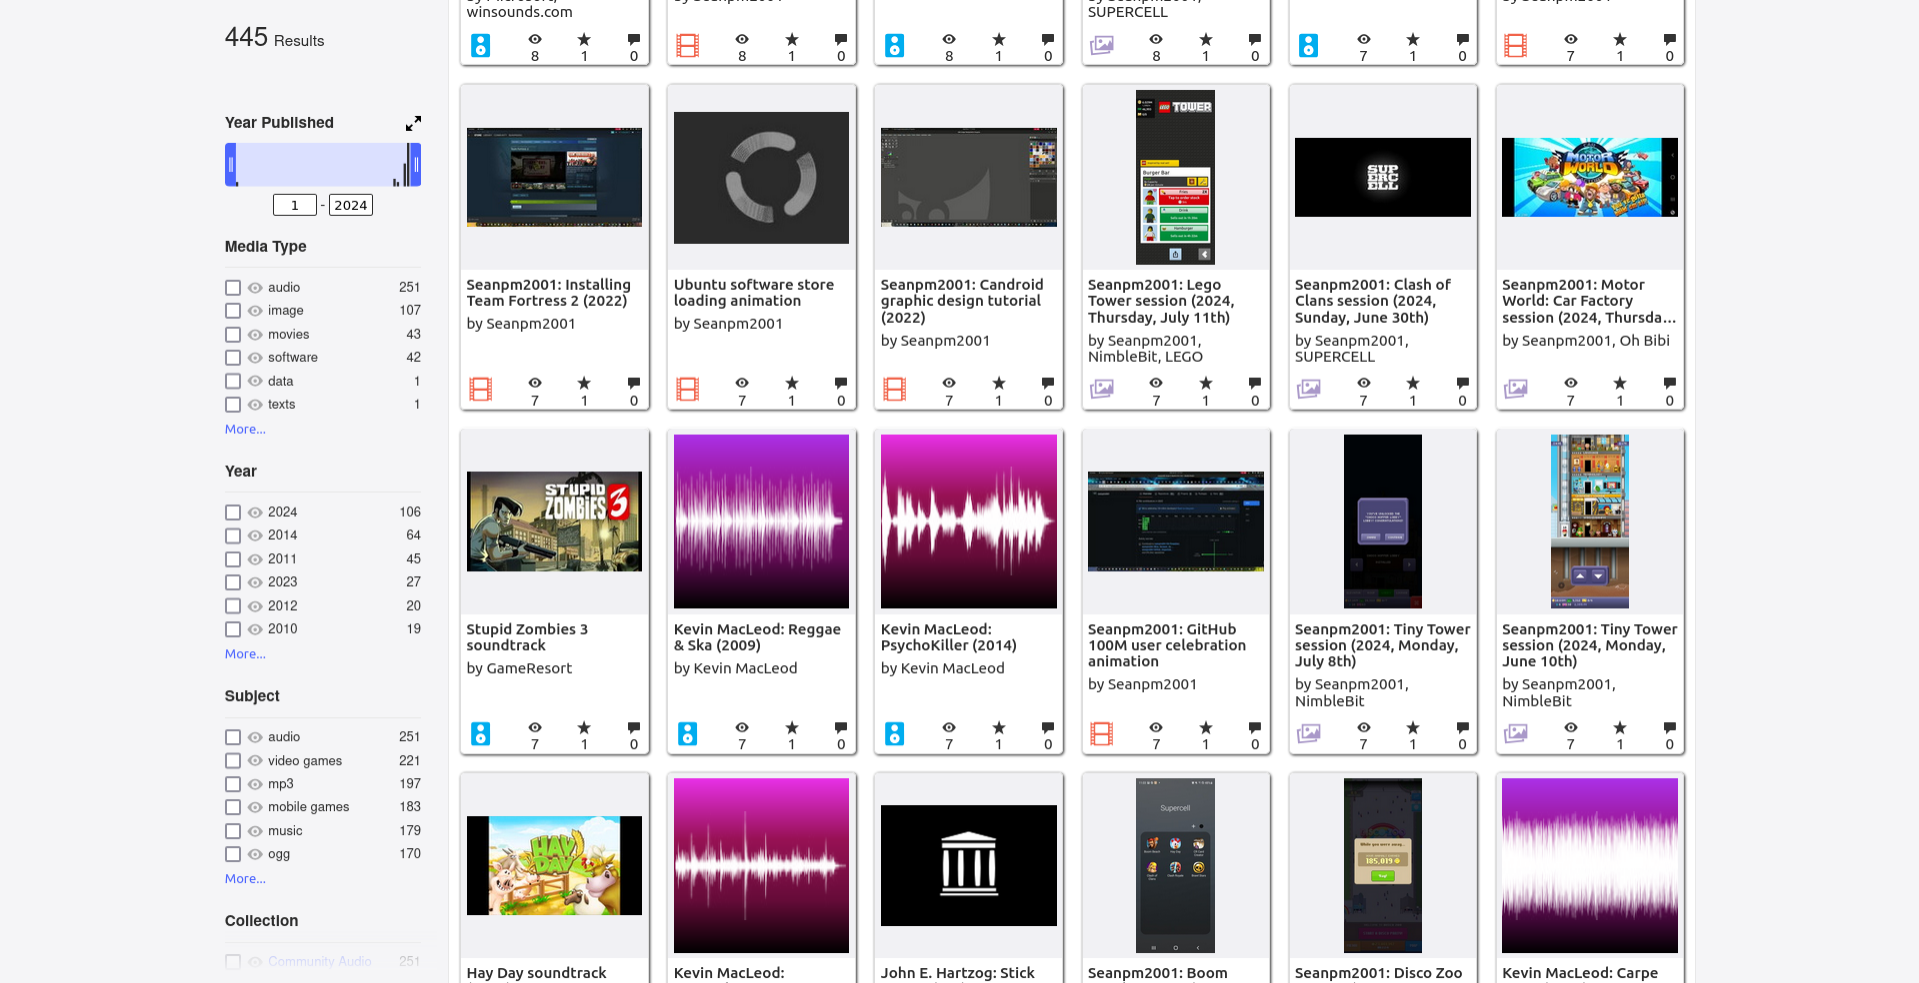 445 Results
Year Published
1 - 2024
Media Type
audio 251
image 107
movies 43
software 42
data 1
texts 1
More...
Year
2024 106
2014 64
2011 45
2023 27
2012 20
2010 19
More...
Subject
audio 251
video games 221
mp3 197
mobile games 183
music 179
ogg 170
More...
Collection
Community Audio 251
winsounds.com
8 1 0
8 1 0
8 1 0
SUPERCELL
8 1 0
7 1 0
7 1 0
Seanpm2001: Installing
Team Fortress 2 (2022)
by Seanpm2001
7 1 0
Ubuntu software store
loading animation
by Seanpm2001
7 1 0
Seanpm2001: Candroid
graphic design tutorial
(2022)
by Seanpm2001
7 1 0
LEGO TOWER
Burger Bar
Seanpm2001: Lego
Tower session (2024,
Thursday, July 11th)
by Seanpm2001,
NimbleBit, LEGO
7 1 0
SUP
ERC
ELL
Seanpm2001: Clash of
Clans session (2024,
Sunday, June 30th)
by Seanpm2001,
SUPERCELL
7 1 0
MOTOR
WORLD
Seanpm2001: Motor
World: Car Factory
session (2024, Thursda...
by Seanpm2001, Oh Bibi
7 1 0
STUPID
ZOMBIES 3
Stupid Zombies 3
soundtrack
by GameResort
7 1 0
Kevin MacLeod: Reggae
& Ska (2009)
by Kevin MacLeod
7 1 0
Kevin MacLeod:
PsychoKiller (2014)
by Kevin MacLeod
7 1 0
Seanpm2001: GitHub
100M user celebration
animation
by Seanpm2001
7 1 0
Seanpm2001: Tiny Tower
session (2024, Monday,
July 8th)
by Seanpm2001,
NimbleBit
7 1 0
Seanpm2001: Tiny Tower
session (2024, Monday,
June 10th)
by Seanpm2001,
NimbleBit
7 1 0
HAY
DAY
Hay Day soundtrack
Kevin MacLeod:
John E. Hartzog: Stick
Supercell
Seanpm2001: Boom
While you were away...
185,019
Seanpm2001: Disco Zoo
Kevin MacLeod: Carpe